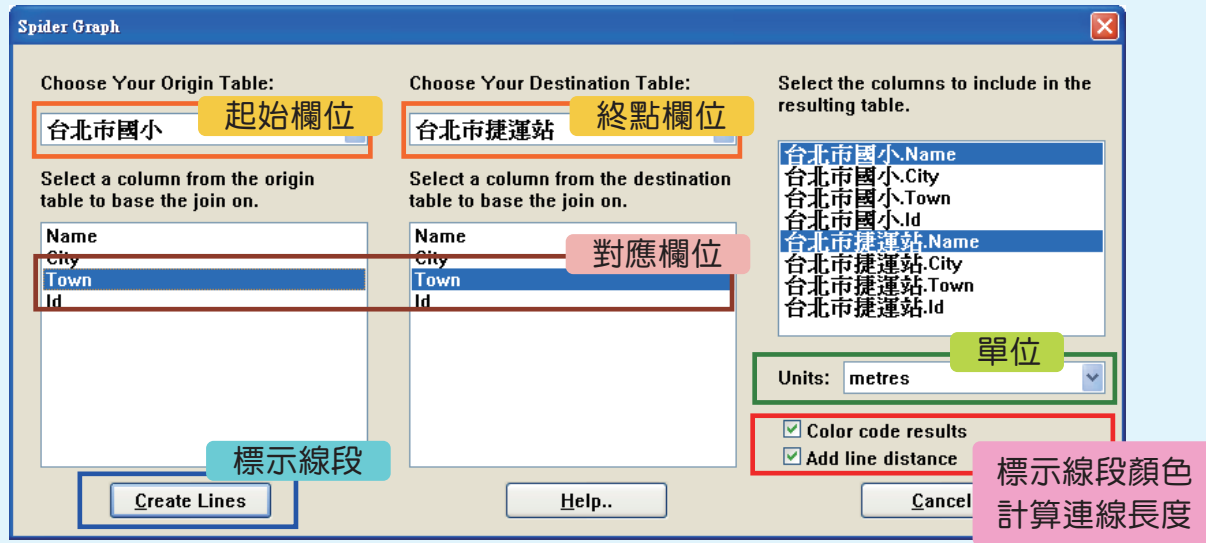 Spider Graph
Choose Your Origin Table:
起始欄位
台北市國小
Select a column from the origin
table to base the join on.
Name
City
Town
Id
Choose Your Destination Table:
終點欄位
台北市捷運站
Select a column from the destination
table to base the join on.
Name
City
Town
Id
對應欄位
Select the columns to include in the
resulting table.
台北市國小.Name
台北市國小.City
台北市國小.Town
台北市國小.Id
台北市捷運站.Name
台北市捷運站.City
台北市捷運站.Town
台北市捷運站.Id
單位
Units: metres
Color code results
Add line distance
標示線段顏色
計算連線長度
標示線段
Create Lines
Help..
Cancel